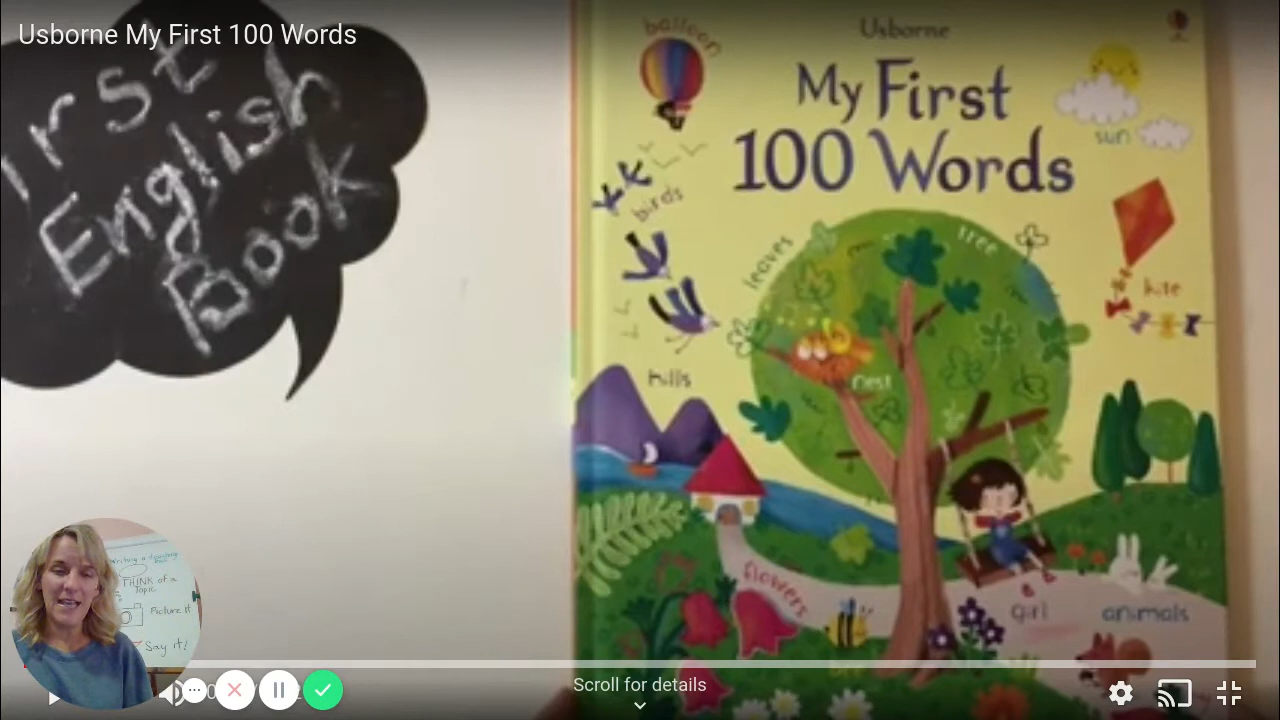 Usborne My First 100 Words
First
English
Book
balloon
Usborne
My First
100 Words
sun
birds
leaves
tree
kite
hills
nest
flowers
girl
animals
THINK of a
Topic
Picture it
Say it!
Scroll for details